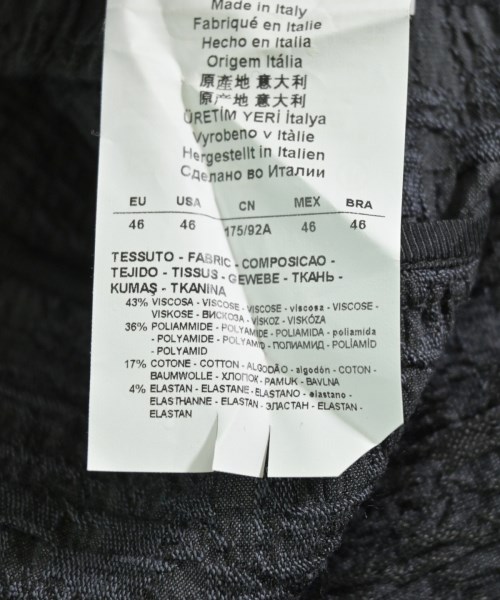 Made in Italy
Fabriqué en Italie
Hecho en Italia
Origem Itália
原產地 意大利
原产地 意大利
ÜRETİM YERİ İtalya
Vyrobeno v Itálie
Hergestellt in Italien
Сделано во Италии
EU USA CN MEX BRA
46 46 175/92A 46 46
TESSUTO - FABRIC - COMPOSICAO -
TEJIDO - TISSUS - GEWEBE - ТКАНЬ -
KUMAŞ - TKANINA
43% VISCOSA - VISCOSE - VISCOSE - viscosa - VISCOSE -
VISKOSE - ВИСКОЗА - VİSKOZ - VISKÓZA
36% POLIAMMIDE - POLYAMIDE - POLIAMIDA - poliamida
- POLYAMIDE - POLYAMID - ПОЛИАМИД - POLİAMİD
- POLYAMID
17% COTONE - COTTON - ALGODÃO - algodón - COTON -
BAUMWOLLE - ХЛОПОК - PAMUK - BAVLNA
4% ELASTAN - ELASTANE - ELASTANO - elastano -
ELASTHANNE - ELASTAN - ЭЛАСТАН - ELASTAN -
ELASTAN